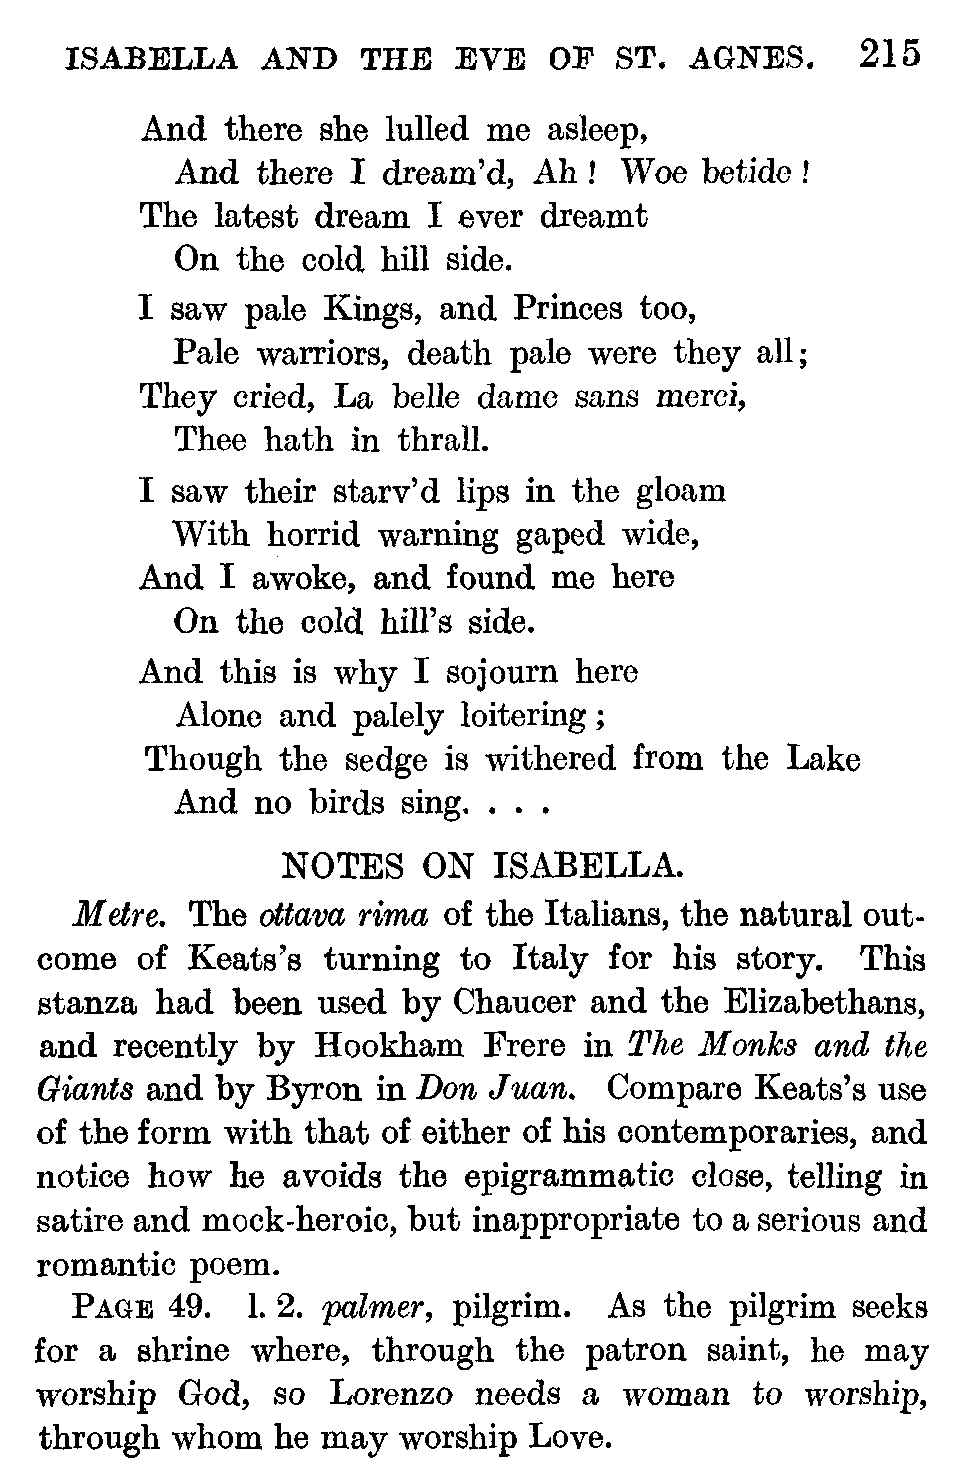 ISABELLA AND THE EVE OF ST. AGNES. 215
And there she lulled me asleep,
And there I dream'd, Ah! Woe betide!
The latest dream I ever dreamt
On the cold hill side.
I saw pale Kings, and Princes too,
Pale warriors, death pale were they all;
They cried, La belle dame sans merci,
Thee hath in thrall.
I saw their starv'd lips in the gloam
With horrid warning gaped wide,
And I awoke, and found me here
On the cold hill's side.
And this is why I sojourn here
Alone and palely loitering;
Though the sedge is withered from the Lake
And no birds sing. . . .
NOTES ON ISABELLA.
Metre. The ottava rima of the Italians, the natural out-
come of Keats's turning to Italy for his story. This
stanza had been used by Chaucer and the Elizabethans,
and recently by Hookham Frere in The Monks and the
Giants and by Byron in Don Juan. Compare Keats's use
of the form with that of either of his contemporaries, and
notice how he avoids the epigrammatic close, telling in
satire and mock-heroic, but inappropriate to a serious and
romantic poem.
PAGE 49. l. 2. palmer, pilgrim. As the pilgrim seeks
for a shrine where, through the patron saint, he may
worship God, so Lorenzo needs a woman to worship,
through whom he may worship Love.